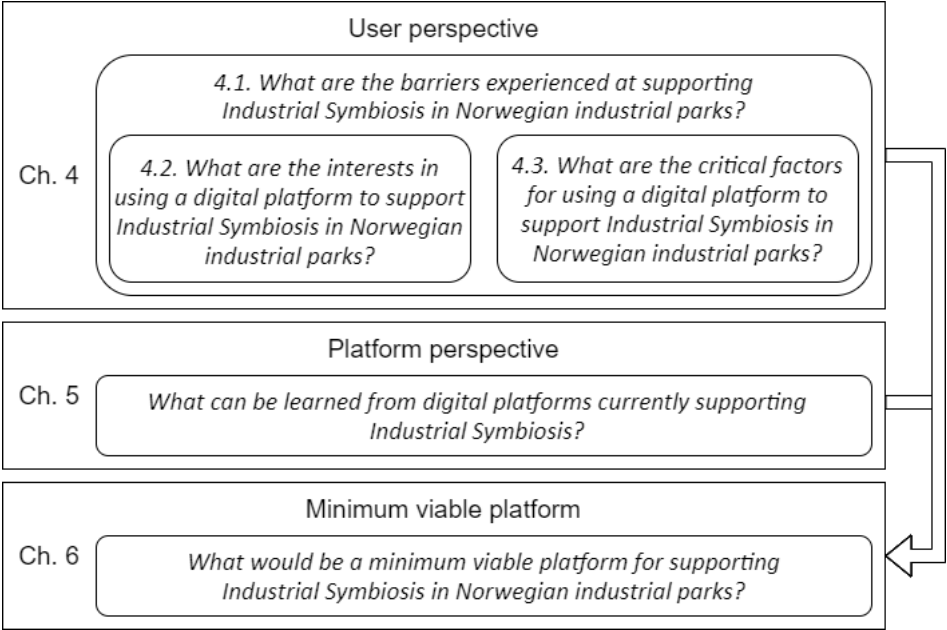 User perspective
Ch. 4
4.1. What are the barriers experienced at supporting
Industrial Symbiosis in Norwegian industrial parks?
4.2. What are the interests in
using a digital platform to support
Industrial Symbiosis in Norwegian
industrial parks?
4.3. What are the critical factors
for using a digital platform to
support Industrial Symbiosis in
Norwegian industrial parks?
Platform perspective
Ch. 5
What can be learned from digital platforms currently supporting
Industrial Symbiosis?
Minimum viable platform
Ch. 6
What would be a minimum viable platform for supporting
Industrial Symbiosis in Norwegian industrial parks?